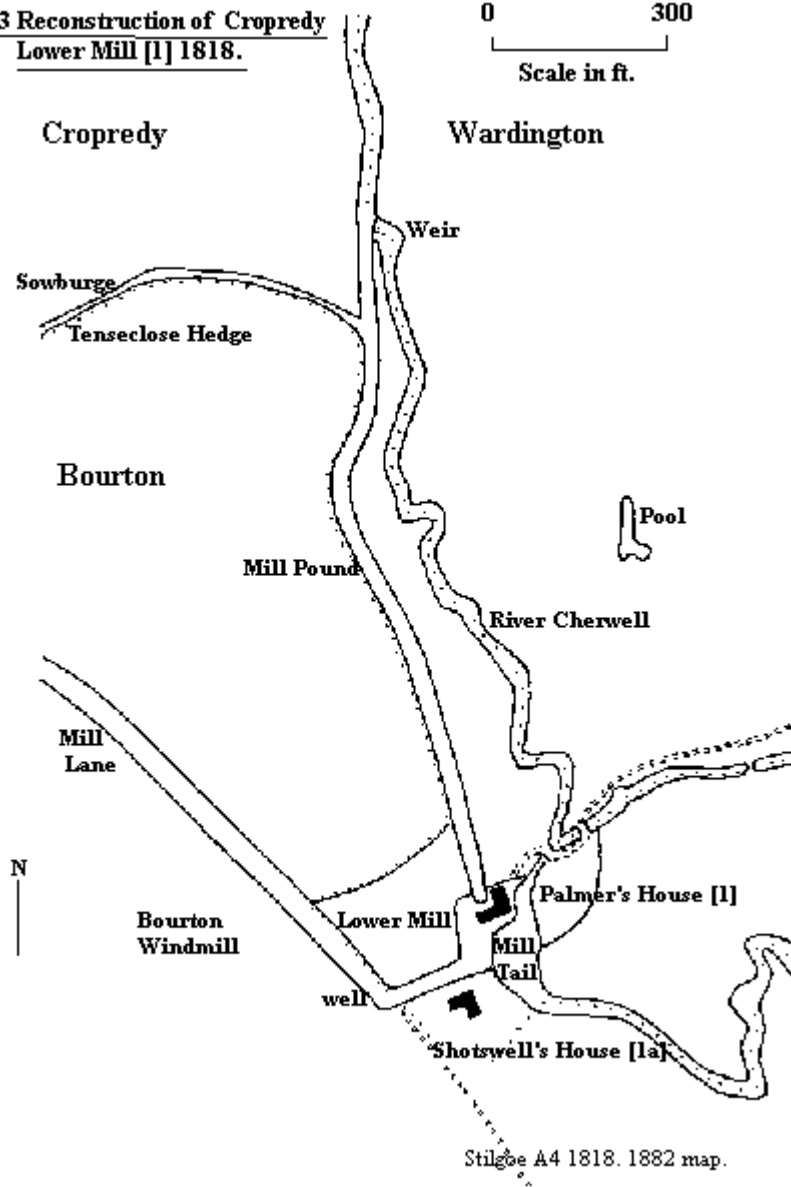 3 Reconstruction of Cropredy
Lower Mill [1] 1818.
0 300
Scale in ft.
Cropredy
Wardington
Weir
Sowburge
Tenseclose Hedge
Bourton
Pool
Mill Pound
River Cherwell
Mill
Lane
N
Palmer's House [1]
Bourton
Windmill
Lower Mill
Mill
Tail
well
Shotswell's House [1a]
Stilgoe A4 1818. 1882 map.